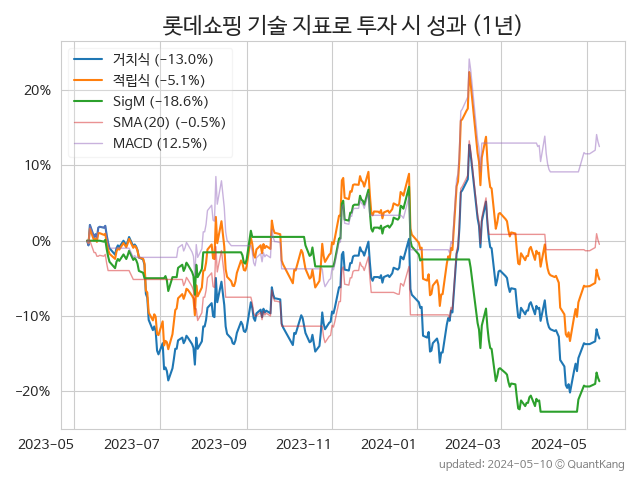 롯데쇼핑 기술 지표로 투자 시 성과 (1년)
거치식 (−13.0%)
적립식 (−5.1%)
SigM (−18.6%)
SMA(20) (−0.5%)
MACD (12.5%)
20%
10%
0%
−10%
−20%
2023-05 2023-07 2023-09 2023-11 2024-01 2024-03 2024-05
updated: 2024-05-10 © QuantKang